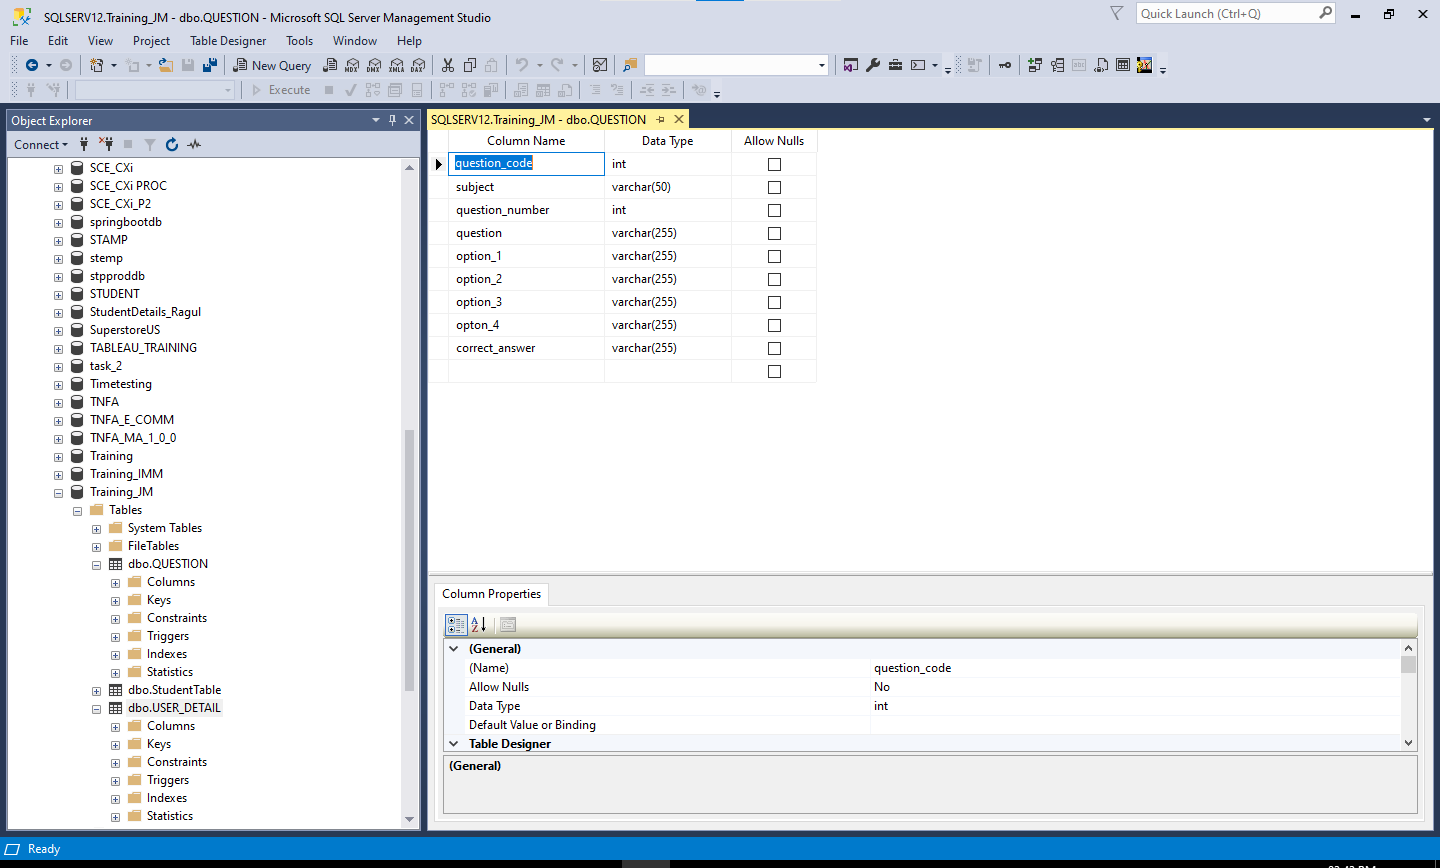 SQLSERV12.Training_JM - dbo.QUESTION - Microsoft SQL Server Management Studio
Quick Launch (Ctrl+Q)
File Edit View Project Table Designer Tools Window Help
New Query MDX DMX XMLA DAX
Execute
Object Explorer
Connect
SCE_CXi
SCE_CXi PROC
SCE_CXi_P2
springbootdb
STAMP
stemp
stpproddb
STUDENT
StudentDetails_Ragul
SuperstoreUS
TABLEAU_TRAINING
task_2
Timetesting
TNFA
TNFA_E_COMM
TNFA_MA_1_0_0
Training
Training_IMM
Training_JM
Tables
System Tables
FileTables
dbo.QUESTION
Columns
Keys
Constraints
Triggers
Indexes
Statistics
dbo.StudentTable
dbo.USER_DETAIL
Columns
Keys
Constraints
Triggers
Indexes
Statistics
SQLSERV12.Training_JM - dbo.QUESTION
Column Name Data Type Allow Nulls
question_code int
subject varchar(50)
question_number int
question varchar(255)
option_1 varchar(255)
option_2 varchar(255)
option_3 varchar(255)
opton_4 varchar(255)
correct_answer varchar(255)
Column Properties
A
Z
(General)
(Name) question_code
Allow Nulls No
Data Type int
Default Value or Binding
Table Designer
(General)
Ready